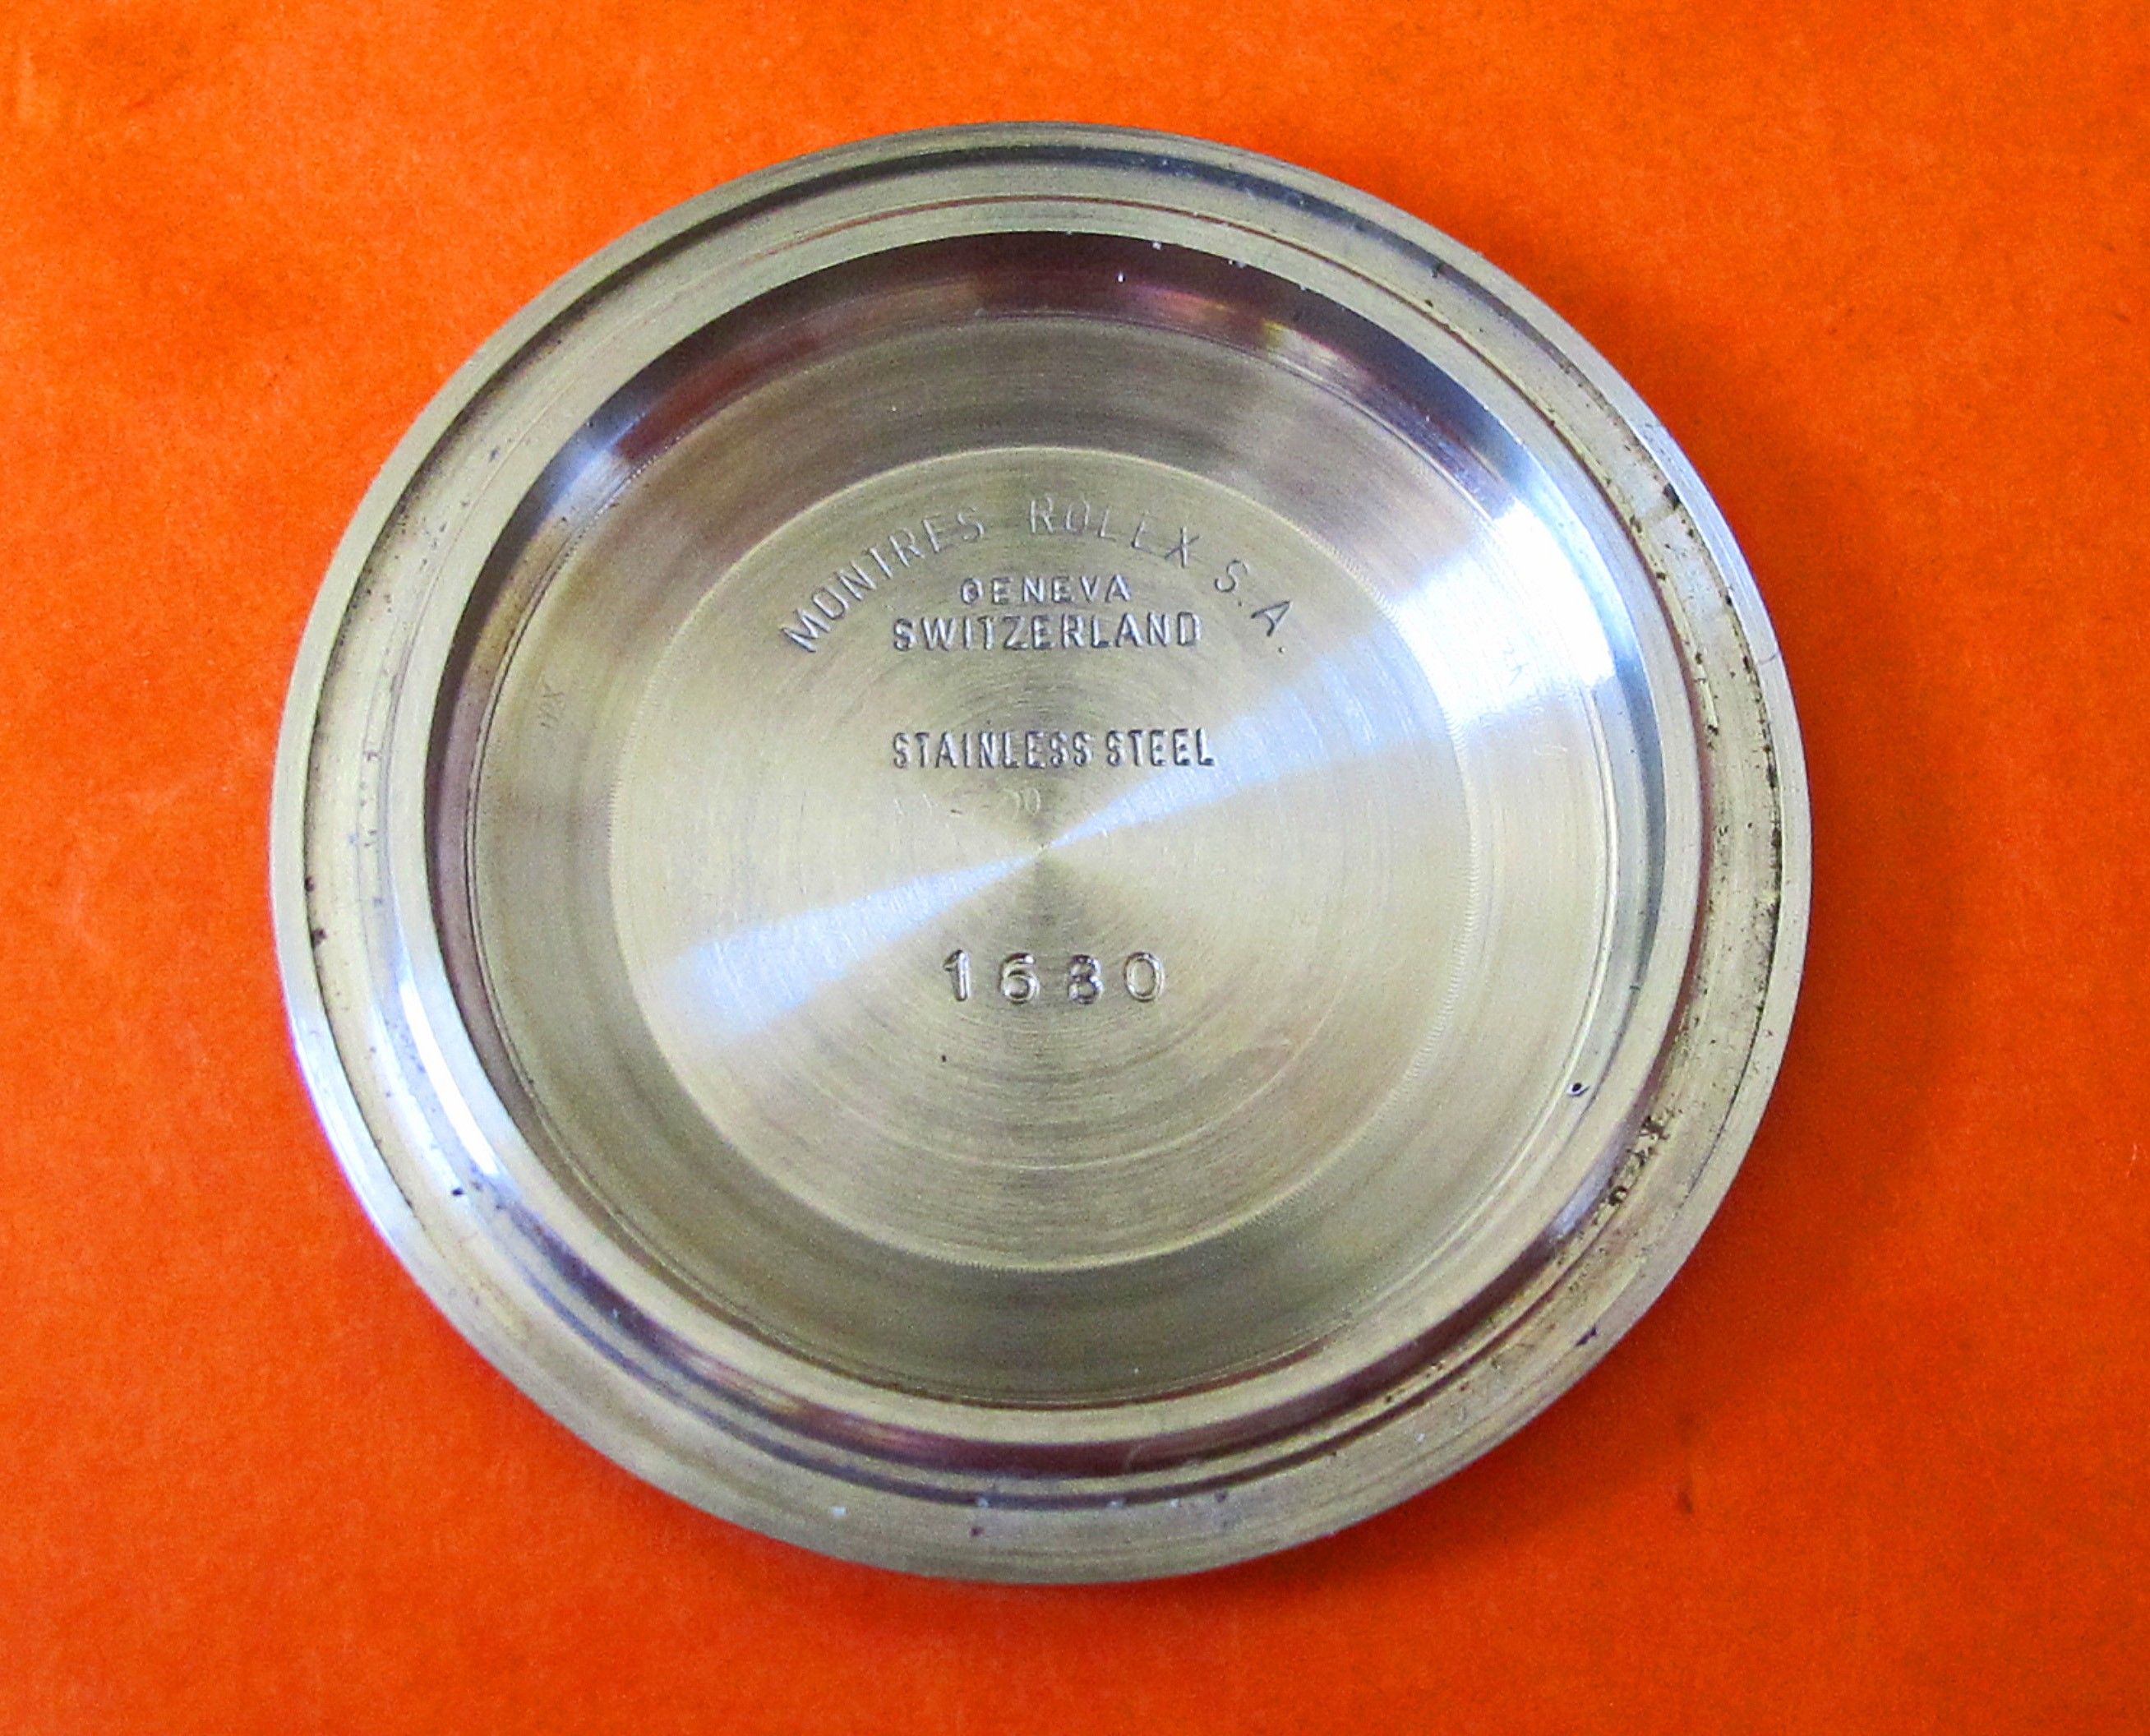 MONTRES ROLEX S.A.
GENEVA
SWITZERLAND
STAINLESS STEEL
1680